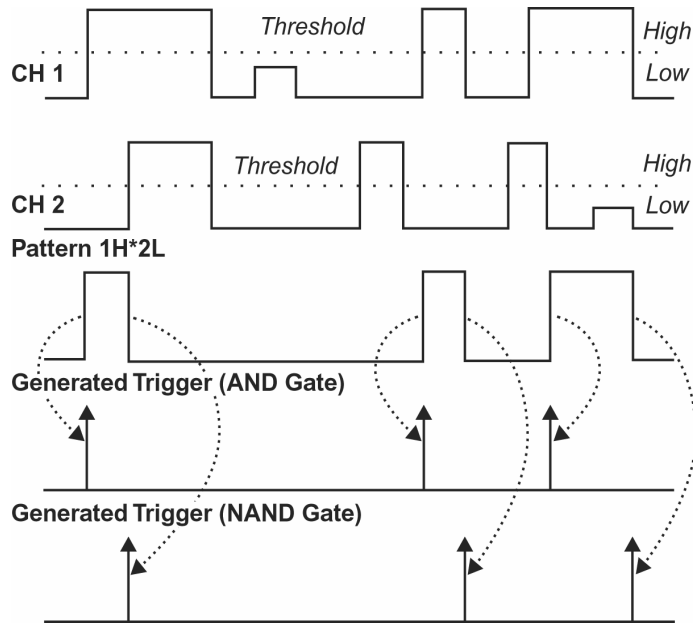 Threshold
High
CH 1
Low
Threshold
High
CH 2
Low
Pattern 1H*2L
Generated Trigger (AND Gate)
Generated Trigger (NAND Gate)